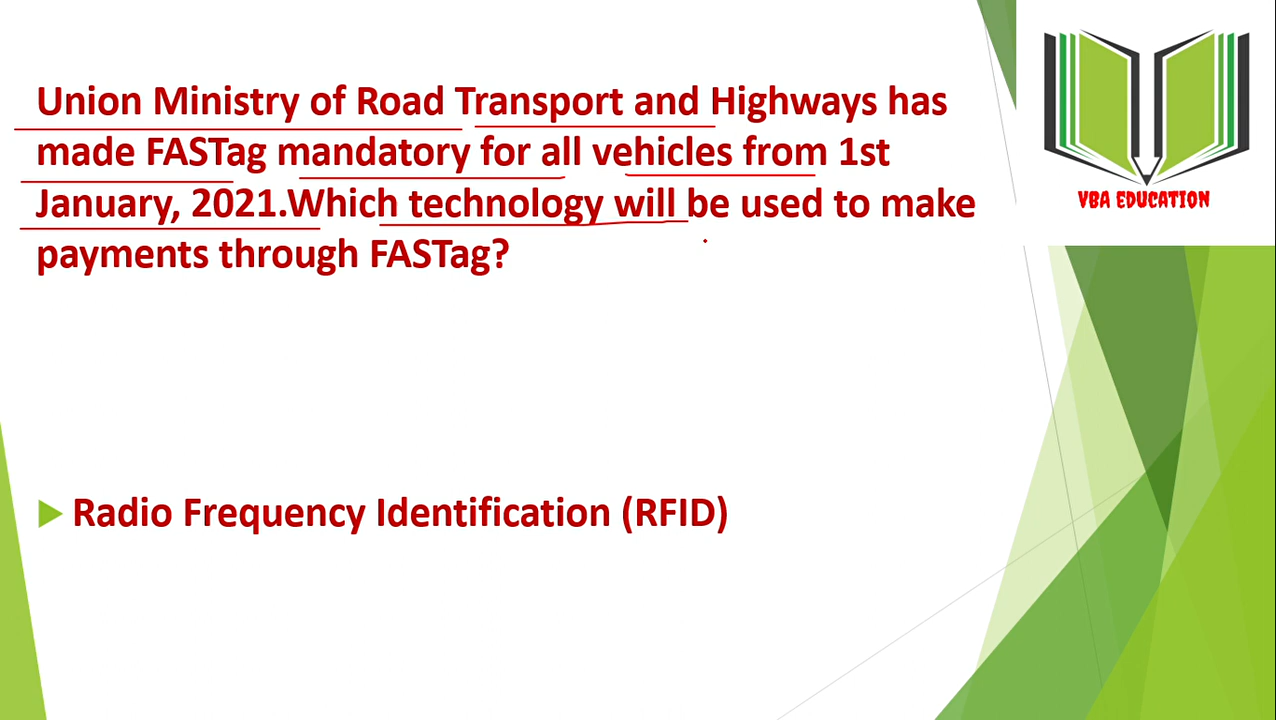 Union Ministry of Road Transport and Highways has
made FASTag mandatory for all vehicles from 1st
January, 2021.Which technology will be used to make
payments through FASTag?
VBA EDUCATION
Radio Frequency Identification (RFID)